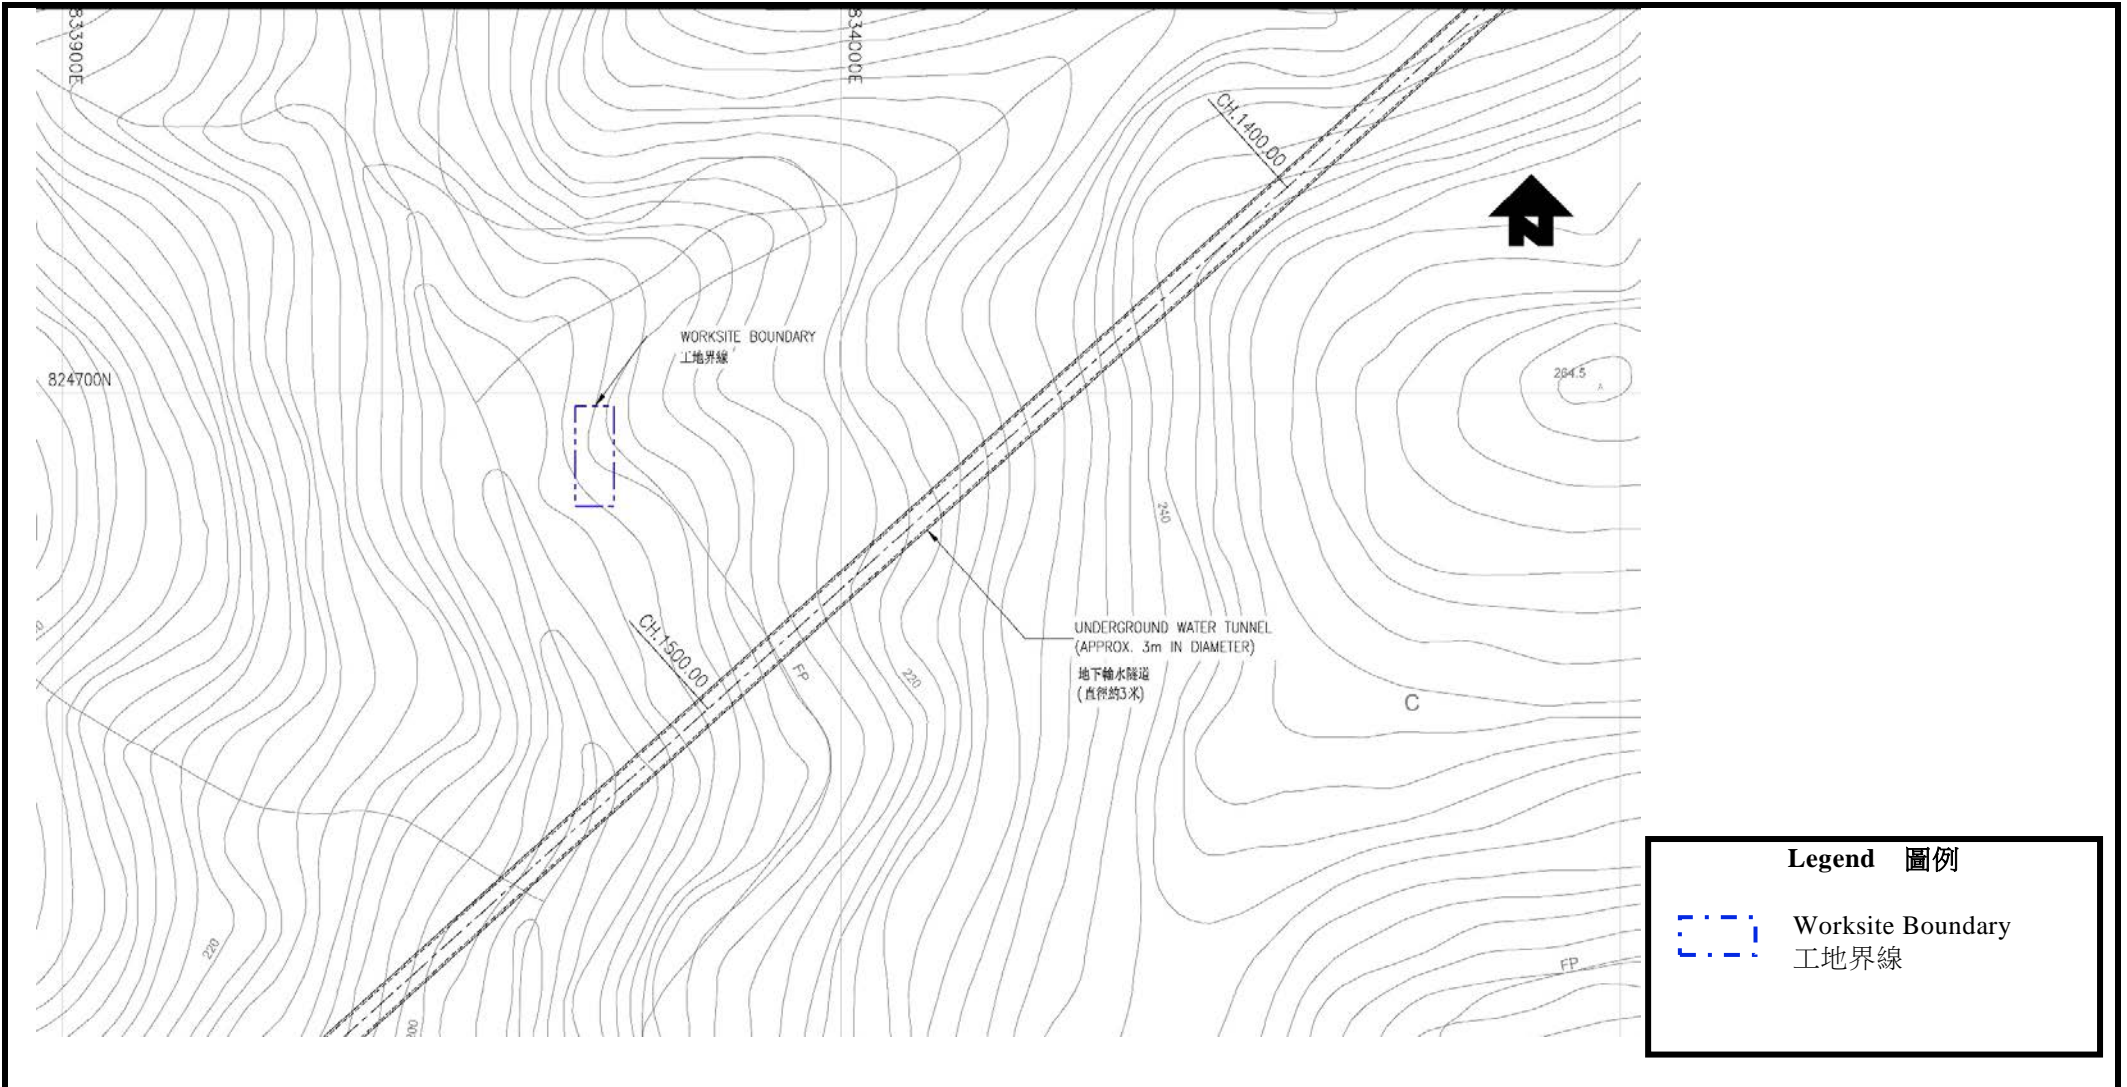 833900E
834000E
CH.1400.00
N
WORKSITE BOUNDARY
工地界線
824700N
264.5
240
CH.1500.00
FP
220
UNDERGROUND WATER TUNNEL
(APPROX. 3m IN DIAMETER)
地下輸水隧道
(直徑約3米)
C
220
FP
Legend 圖例
Worksite Boundary
工地界線